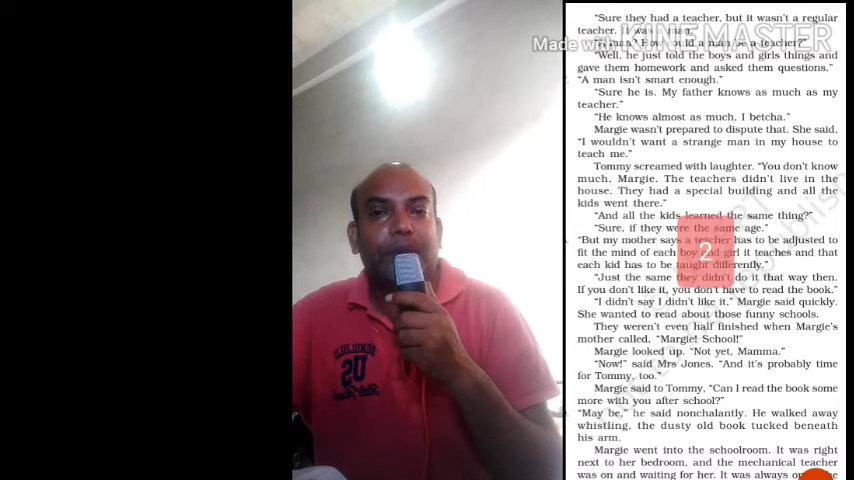 "Sure they had a teacher, but it wasn't a regular
teacher. It was a man."
Made with KINEMASTER
"A man? How could a man be a teacher?"
"Well, he just told the boys and girls things and
gave them homework and asked them questions."
"A man isn't smart enough."
"Sure he is. My father knows as much as my
teacher."
"He knows almost as much, I betcha."
Margie wasn't prepared to dispute that. She said,
"I wouldn't want a strange man in my house to
teach me."
Tommy screamed with laughter. "You don't know
much, Margie. The teachers didn't live in the
house. They had a special building and all the
kids went there."
"And all the kids learned the same thing?"
"Sure, if they were the same age."
"But my mother says a teacher has to be adjusted to
fit the mind of each boy and girl it teaches and that
each kid has to be taught differently."
2
"Just the same they didn't do it that way then.
If you don't like it, you don't have to read the book."
"I didn't say I didn't like it," Margie said quickly.
She wanted to read about those funny schools.
They weren't even half finished when Margie's
mother called, "Margie! School!"
Margie looked up. "Not yet, Mamma."
"Now!" said Mrs Jones. "And it's probably time
for Tommy, too."
Margie said to Tommy, "Can I read the book some
more with you after school?"
"May be," he said nonchalantly. He walked away
whistling, the dusty old book tucked beneath
his arm.
Margie went into the schoolroom. It was right
next to her bedroom, and the mechanical teacher
was on and waiting for her. It was always on
US